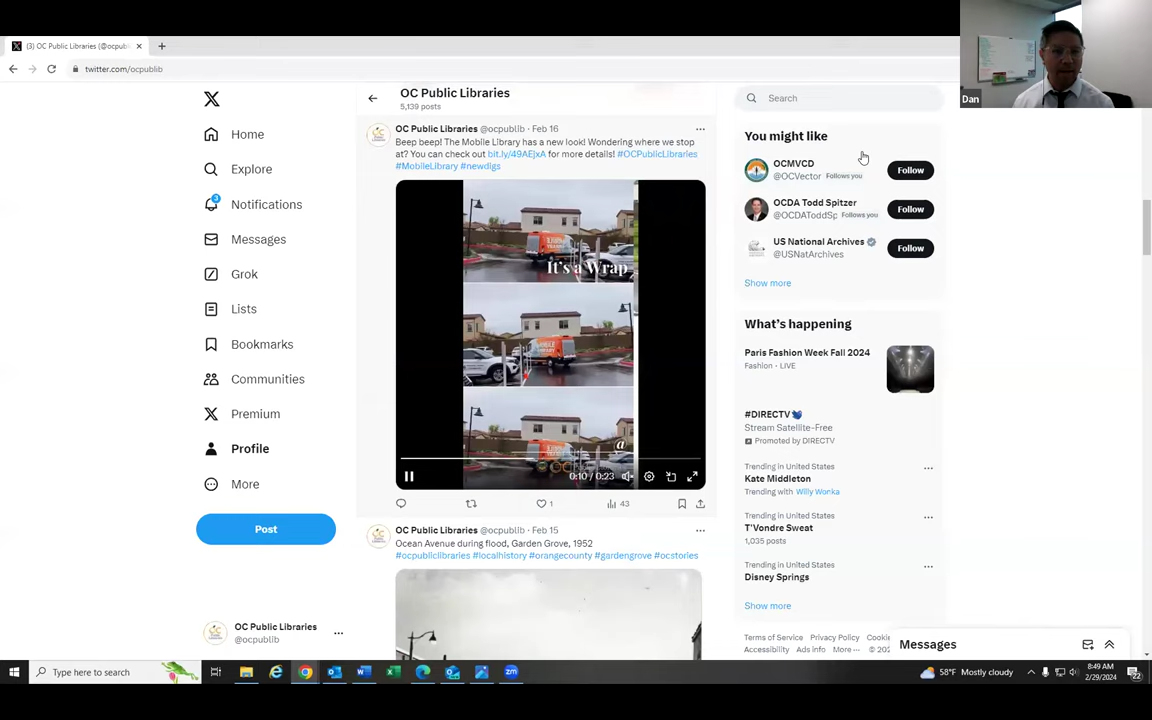 (3) OC Public Libraries (@ocpubl
twitter.com/ocpublib
Dan
Home
Explore
3
Notifications
Messages
Grok
Lists
Bookmarks
Communities
Premium
Profile
More
Post
OC Public Libraries
@ocpublib
OC Public Libraries
5,139 posts
OC Public Libraries @ocpublib · Feb 16
Beep beep! The Mobile Library has a new look! Wondering where we stop
at? You can check out bit.ly/49AEjxA for more details! #OCPublicLibraries
#MobileLibrary #newdigs
It's a Wrap
a
0:10 / 0:23
1
43
OC Public Libraries @ocpublib · Feb 15
Ocean Avenue during flood, Garden Grove, 1952
#ocpubliclibraries #localhistory #orangecounty #gardengrove #ocstories
Search
You might like
OCMVCD
@OCVector Follows you
Follow
OCDA Todd Spitzer
@OCDAToddSp Follows you
Follow
US National Archives
@USNatArchives
Follow
Show more
What's happening
Paris Fashion Week Fall 2024
Fashion · LIVE
#DIRECTV
Stream Satellite-Free
Promoted by DIRECTV
Trending in United States
Kate Middleton
Trending with Willy Wonka
Trending in United States
T'Vondre Sweat
1,035 posts
Trending in United States
Disney Springs
Show more
Terms of Service Privacy Policy Cookie
Accessibility Ads info More ··· © 202
Messages
Type here to search
58°F Mostly cloudy
8:49 AM
2/29/2024
22